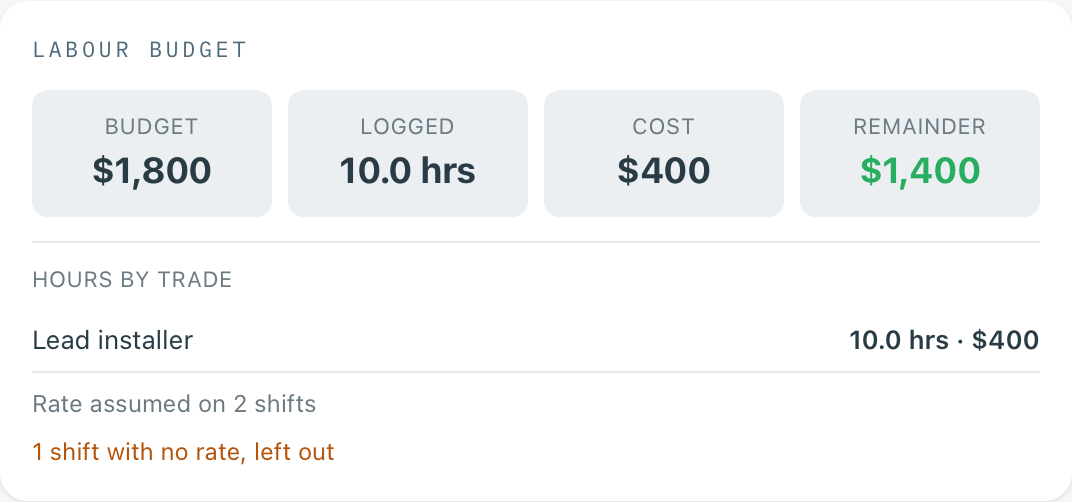 LABOUR BUDGET
BUDGET
$1,800
LOGGED
10.0 hrs
COST
$400
REMAINDER
$1,400
HOURS BY TRADE
Lead installer 10.0 hrs · $400
Rate assumed on 2 shifts
1 shift with no rate, left out